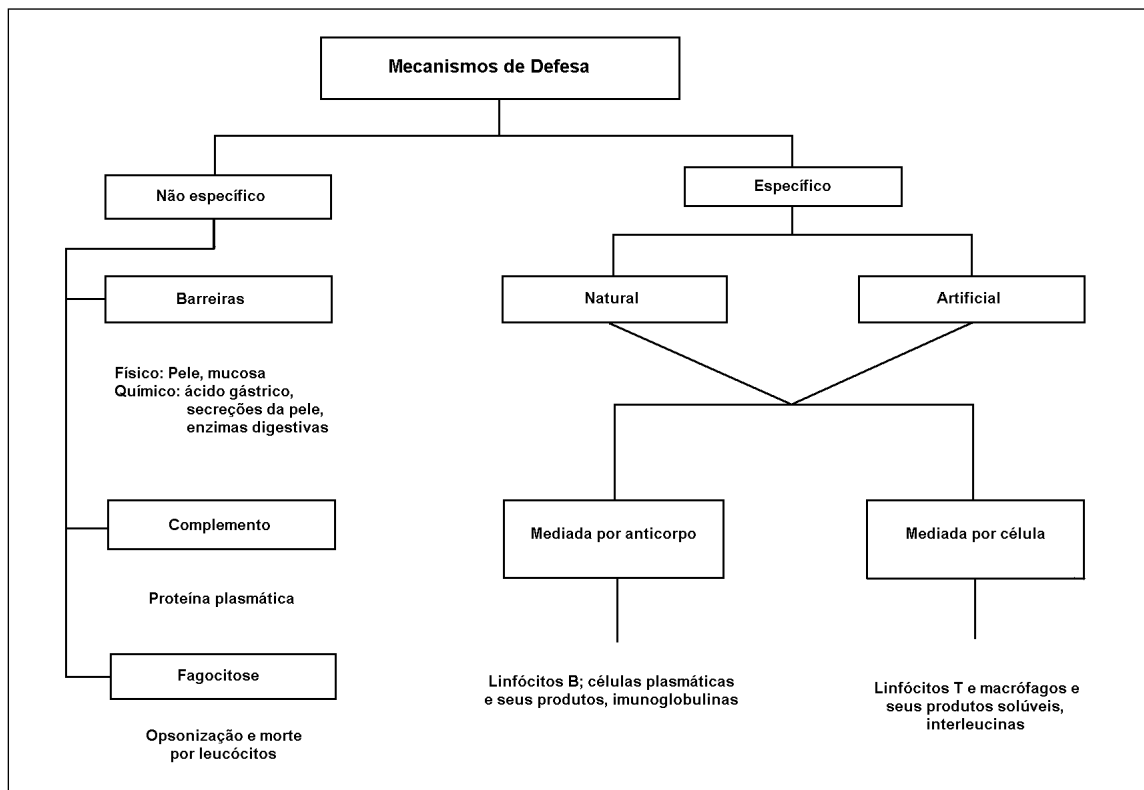 Mecanismos de Defesa
Não específico
Específico
Barreiras
Natural
Artificial
Físico: Pele, mucosa
Químico: ácido gástrico,
secreções da pele,
enzimas digestivas
Complemento
Mediada por anticorpo
Mediada por célula
Proteína plasmática
Fagocitose
Linfócitos B; células plasmáticas
e seus produtos, imunoglobulinas
Linfócitos T e macrófagos e
seus produtos solúveis,
interleucinas
Opsonização e morte
por leucócitos